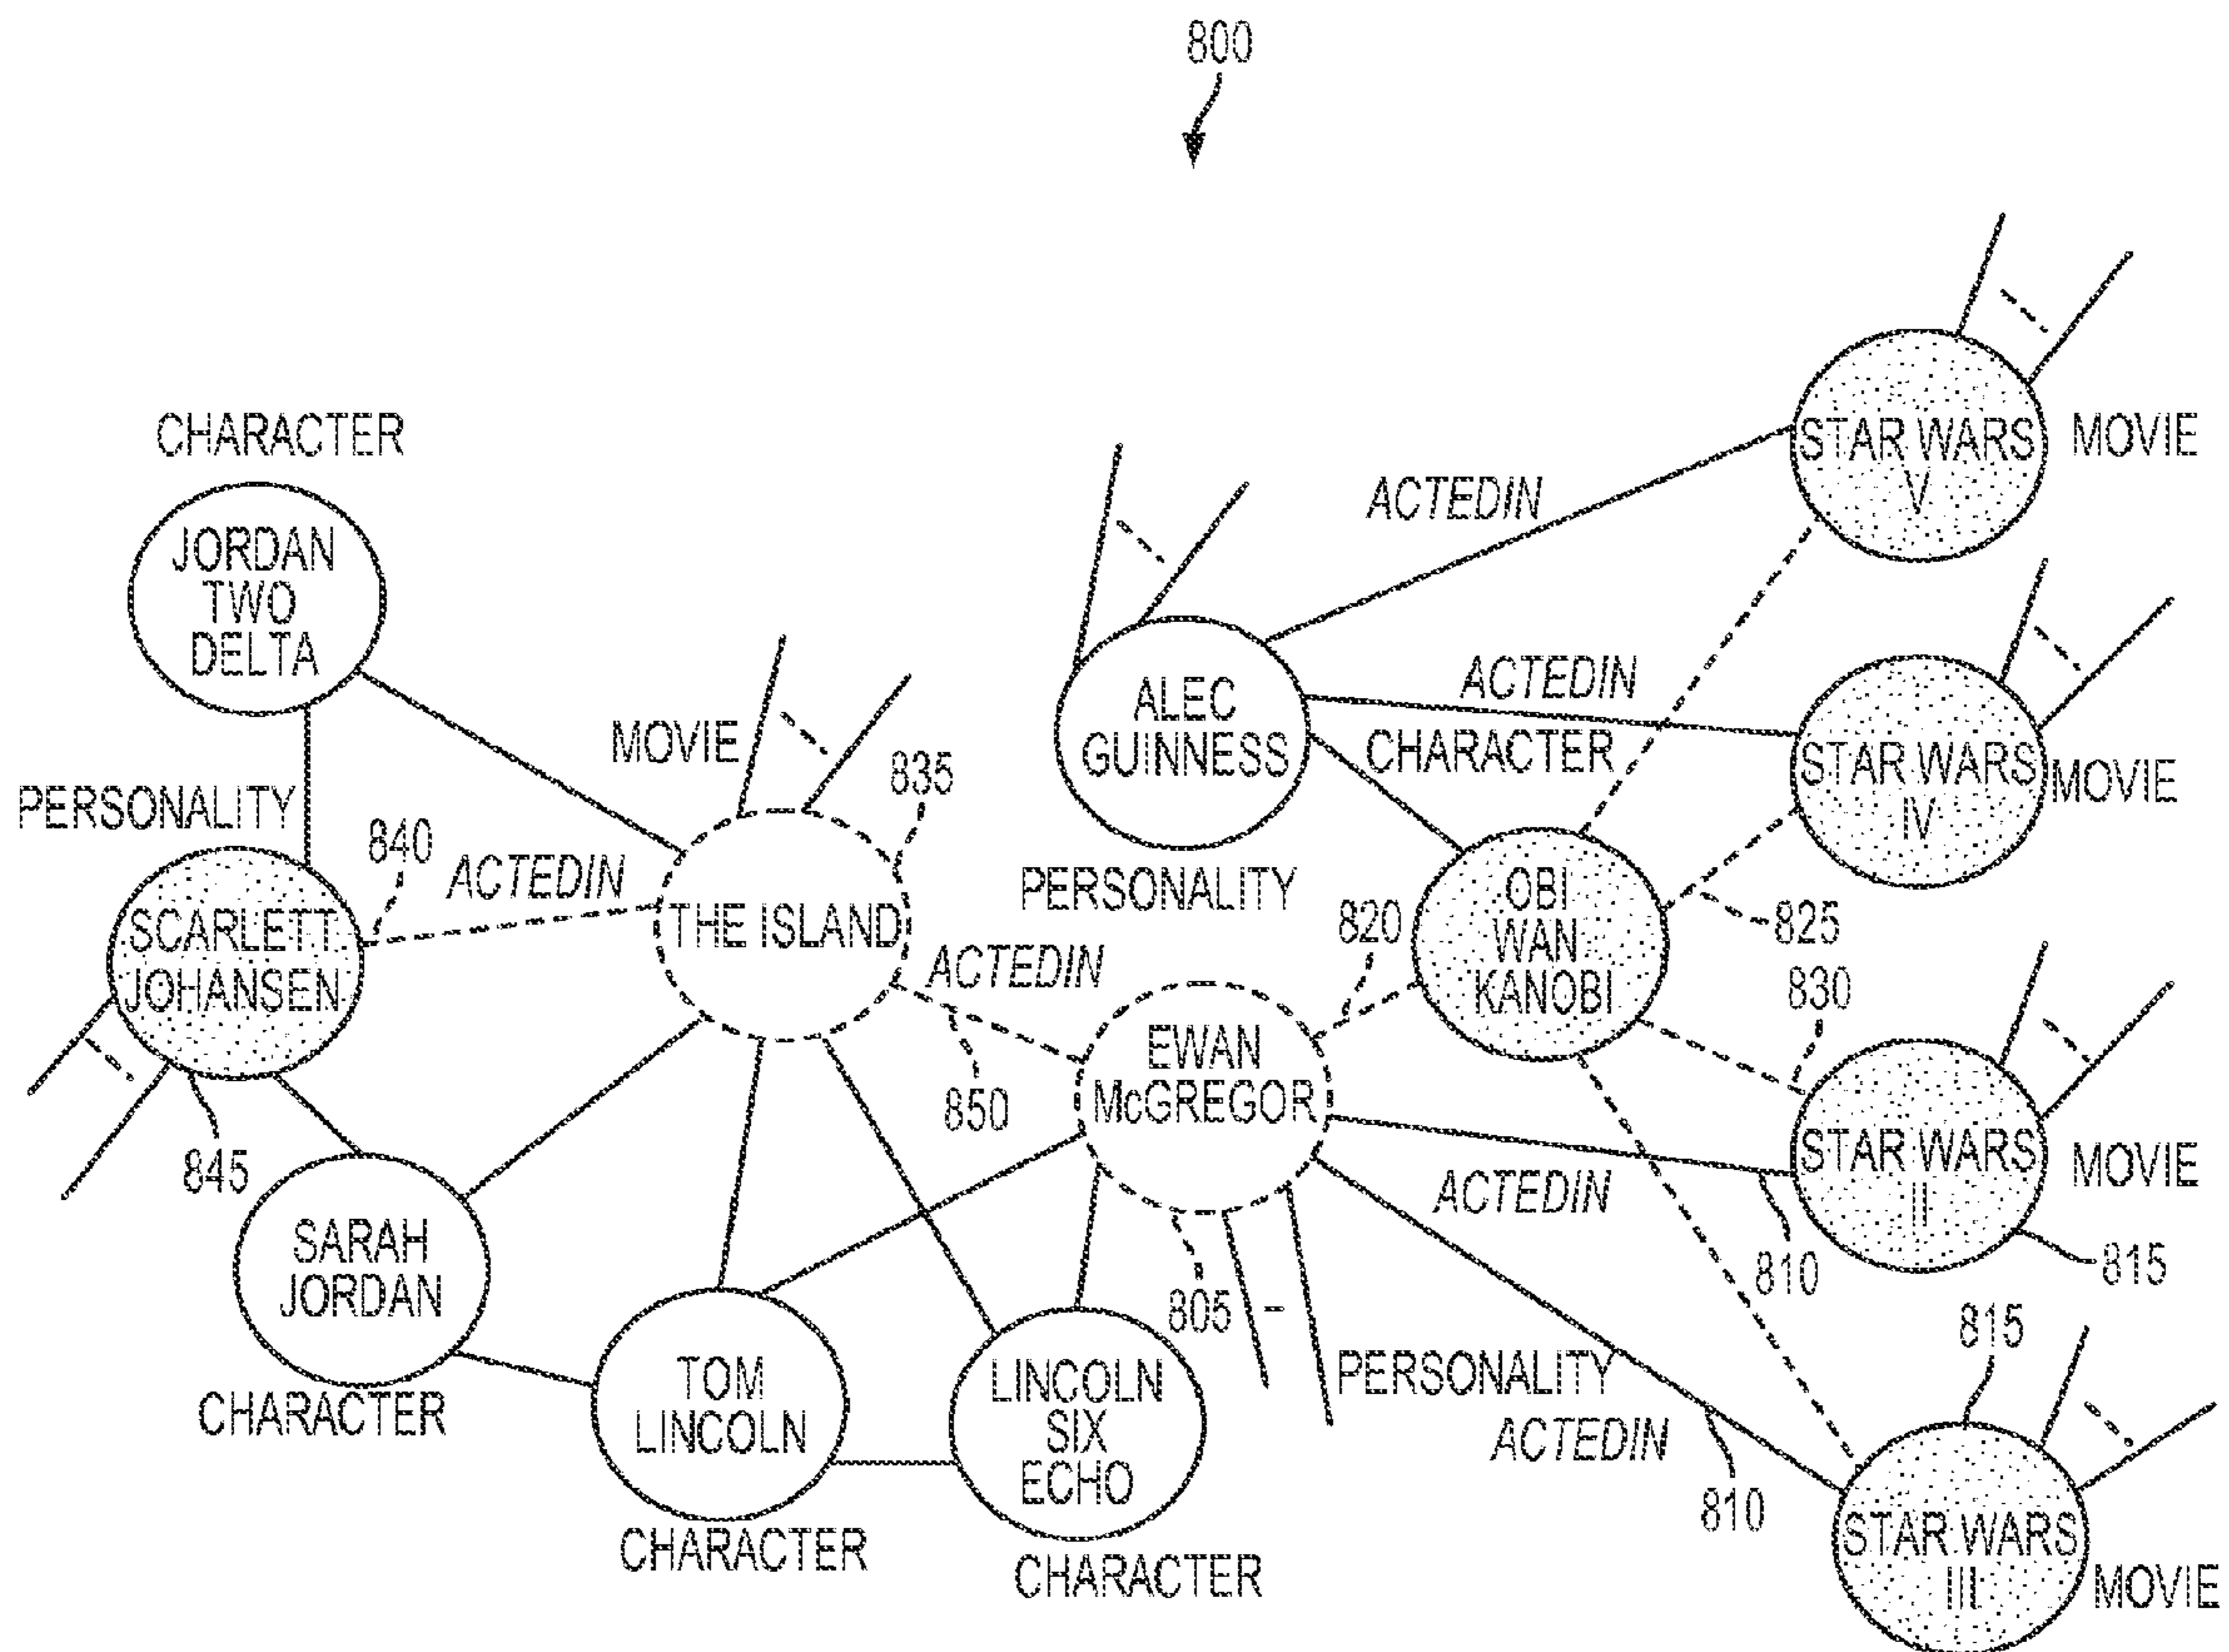 800
CHARACTER
JORDAN
TWO
DELTA
PERSONALITY
840
ACTEDIN
SCARLETT
JOHANSEN
845
MOVIE
835
THE ISLAND
ACTEDIN
850
SARAH
JORDAN
CHARACTER
TOM
LINCOLN
CHARACTER
LINCOLN
SIX
ECHO
CHARACTER
ALEC
GUINNESS
PERSONALITY
ACTEDIN
ACTEDIN
CHARACTER
OBI
WAN
KANOBI
820
825
830
EWAN
McGREGOR
805
PERSONALITY
ACTEDIN
810
ACTEDIN
810
STAR WARS
V
MOVIE
STAR WARS
IV
MOVIE
STAR WARS
II
MOVIE
815
815
STAR WARS
III
MOVIE